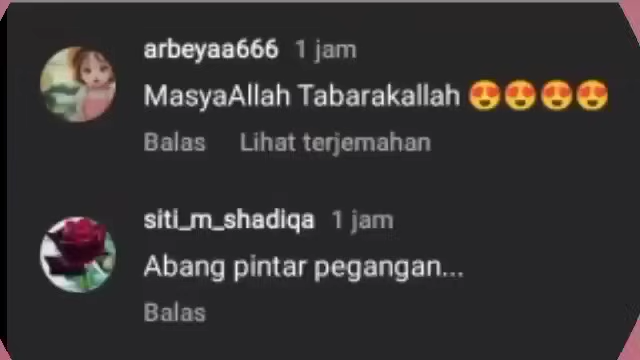 arbeyaa666 1 jam
MasyaAllah Tabarakallah 😍😍😍😍
Balas Lihat terjemahan
siti_m_shadiqa 1 jam
Abang pintar pegangan...
Balas